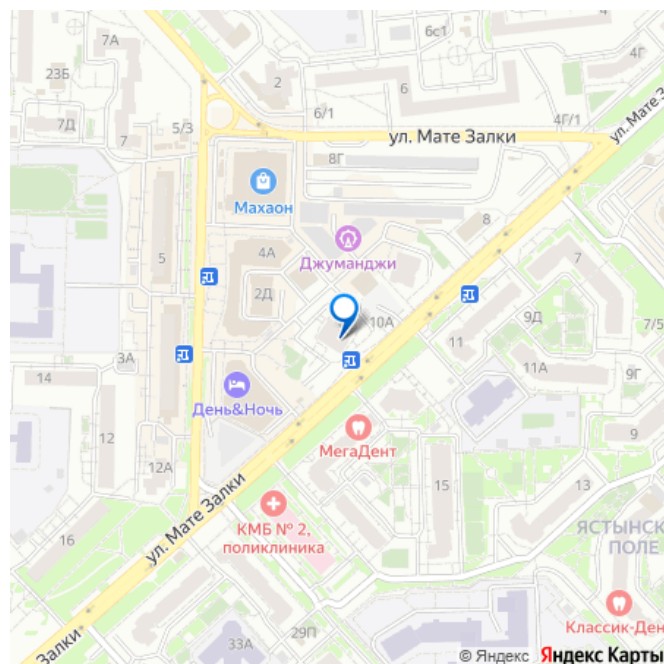 6с1
7А
4Г
23Б
2
6
6/1
4Г/1
7Д
5/3
7
ул. Мате Залки
ул. Мате За
8Г
Махаон
8
4А
Джуманджи
5
7
2Д
10А
9Д
7/5
11
3А
14
11А
9Г
День&Ночь
12
МегаДент
9
12А
15
13
ул. Мате Залки
КМБ № 2,
поликлиника
16
ЯСТЫНСК
ПОЛЕ
29П
Классик-Ден
33А
Залки
© Яндекс Яндекс Карты